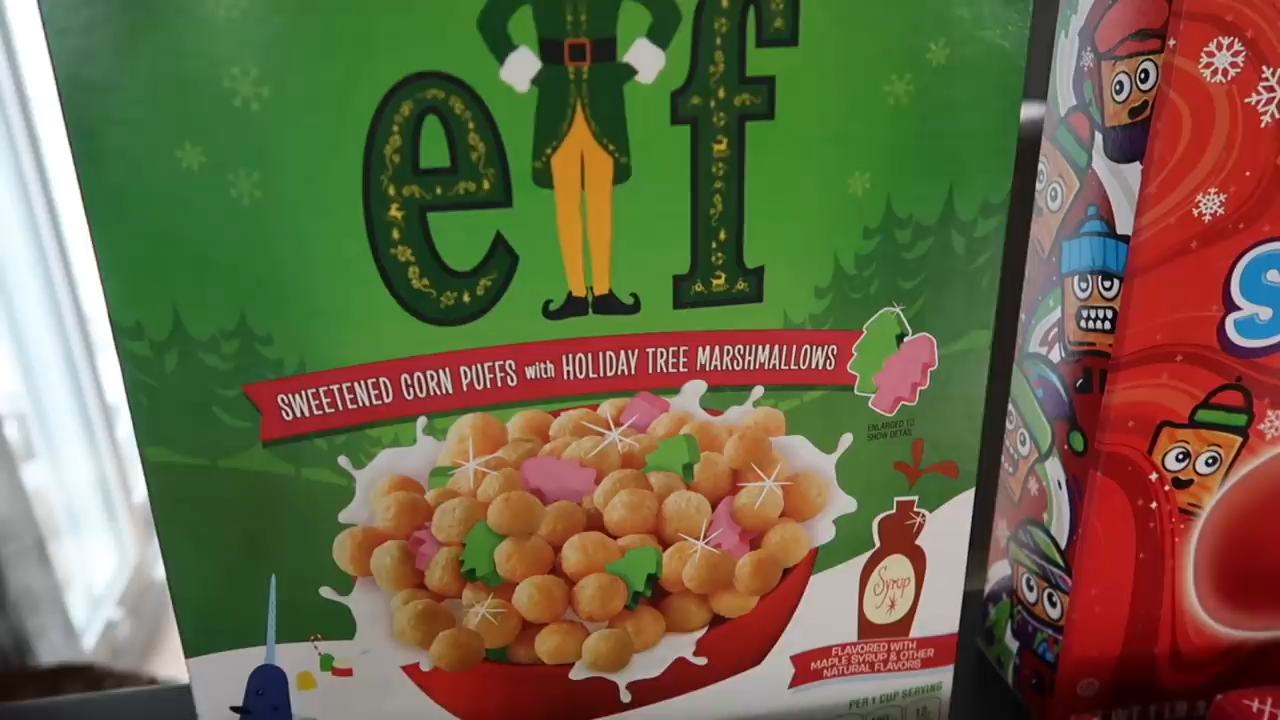 elf
SWEETENED CORN PUFFS with HOLIDAY TREE MARSHMALLOWS
ENLARGED TO
SHOW DETAIL
Syrup
FLAVORED WITH
MAPLE SYRUP & OTHER
NATURAL FLAVORS
PER 1 CUP SERVING
S